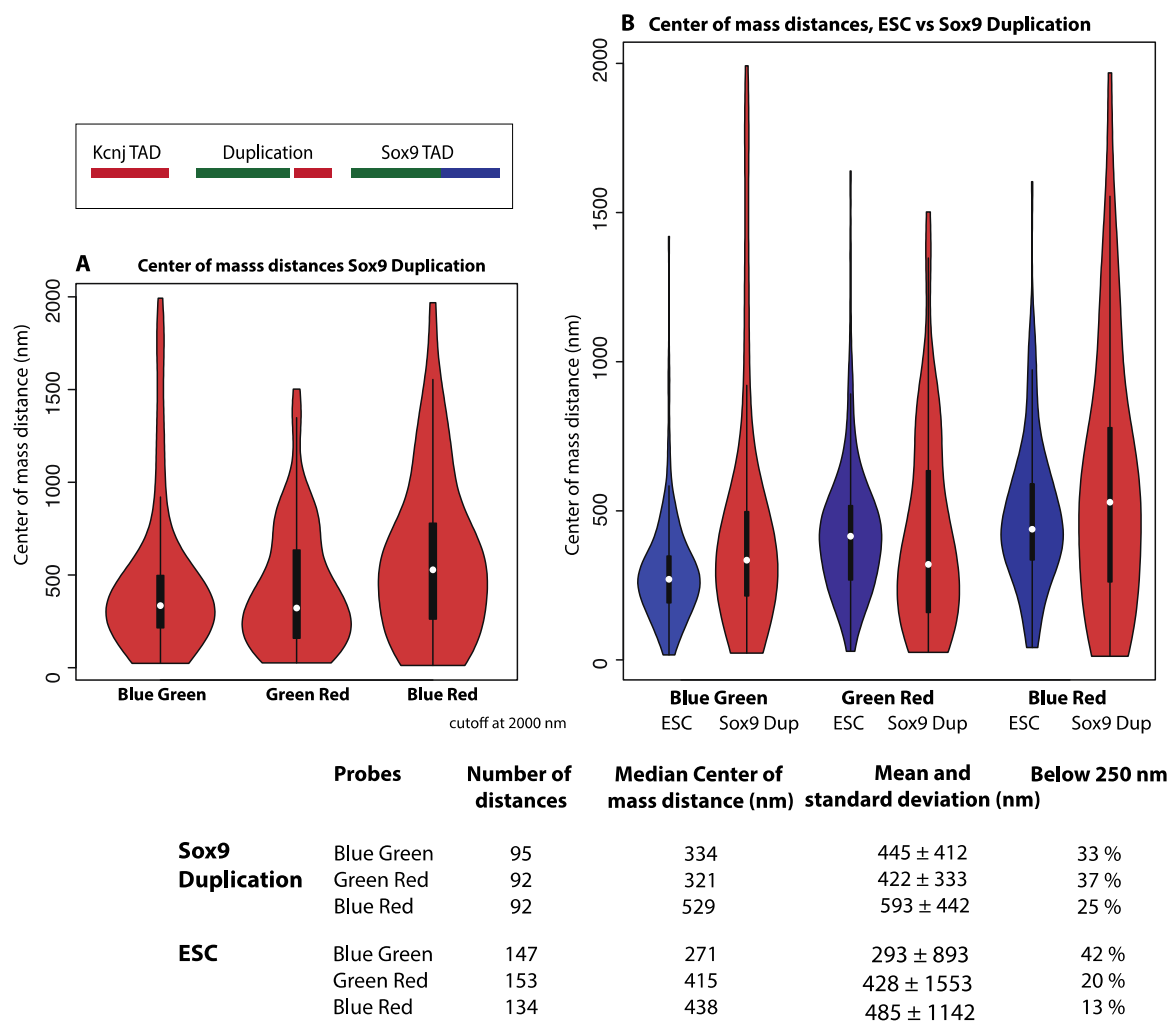 B Center of mass distances, ESC vs Sox9 Duplication
Kcnj TAD Duplication Sox9 TAD
A Center of masss distances Sox9 Duplication
Center of mass distance (nm)
2000
1500
1000
500
0
Blue Green Green Red Blue Red
cutoff at 2000 nm
Center of mass distance (nm)
2000
1500
1000
500
0
Blue Green Green Red Blue Red
ESC Sox9 Dup ESC Sox9 Dup ESC Sox9 Dup
Probes Number of Median Center of Mean and Below 250 nm
distances mass distance (nm) standard deviation (nm)
Sox9 Blue Green 95 334 445 ± 412 33 %
Duplication Green Red 92 321 422 ± 333 37 %
Blue Red 92 529 593 ± 442 25 %
ESC Blue Green 147 271 293 ± 893 42 %
Green Red 153 415 428 ± 1553 20 %
Blue Red 134 438 485 ± 1142 13 %